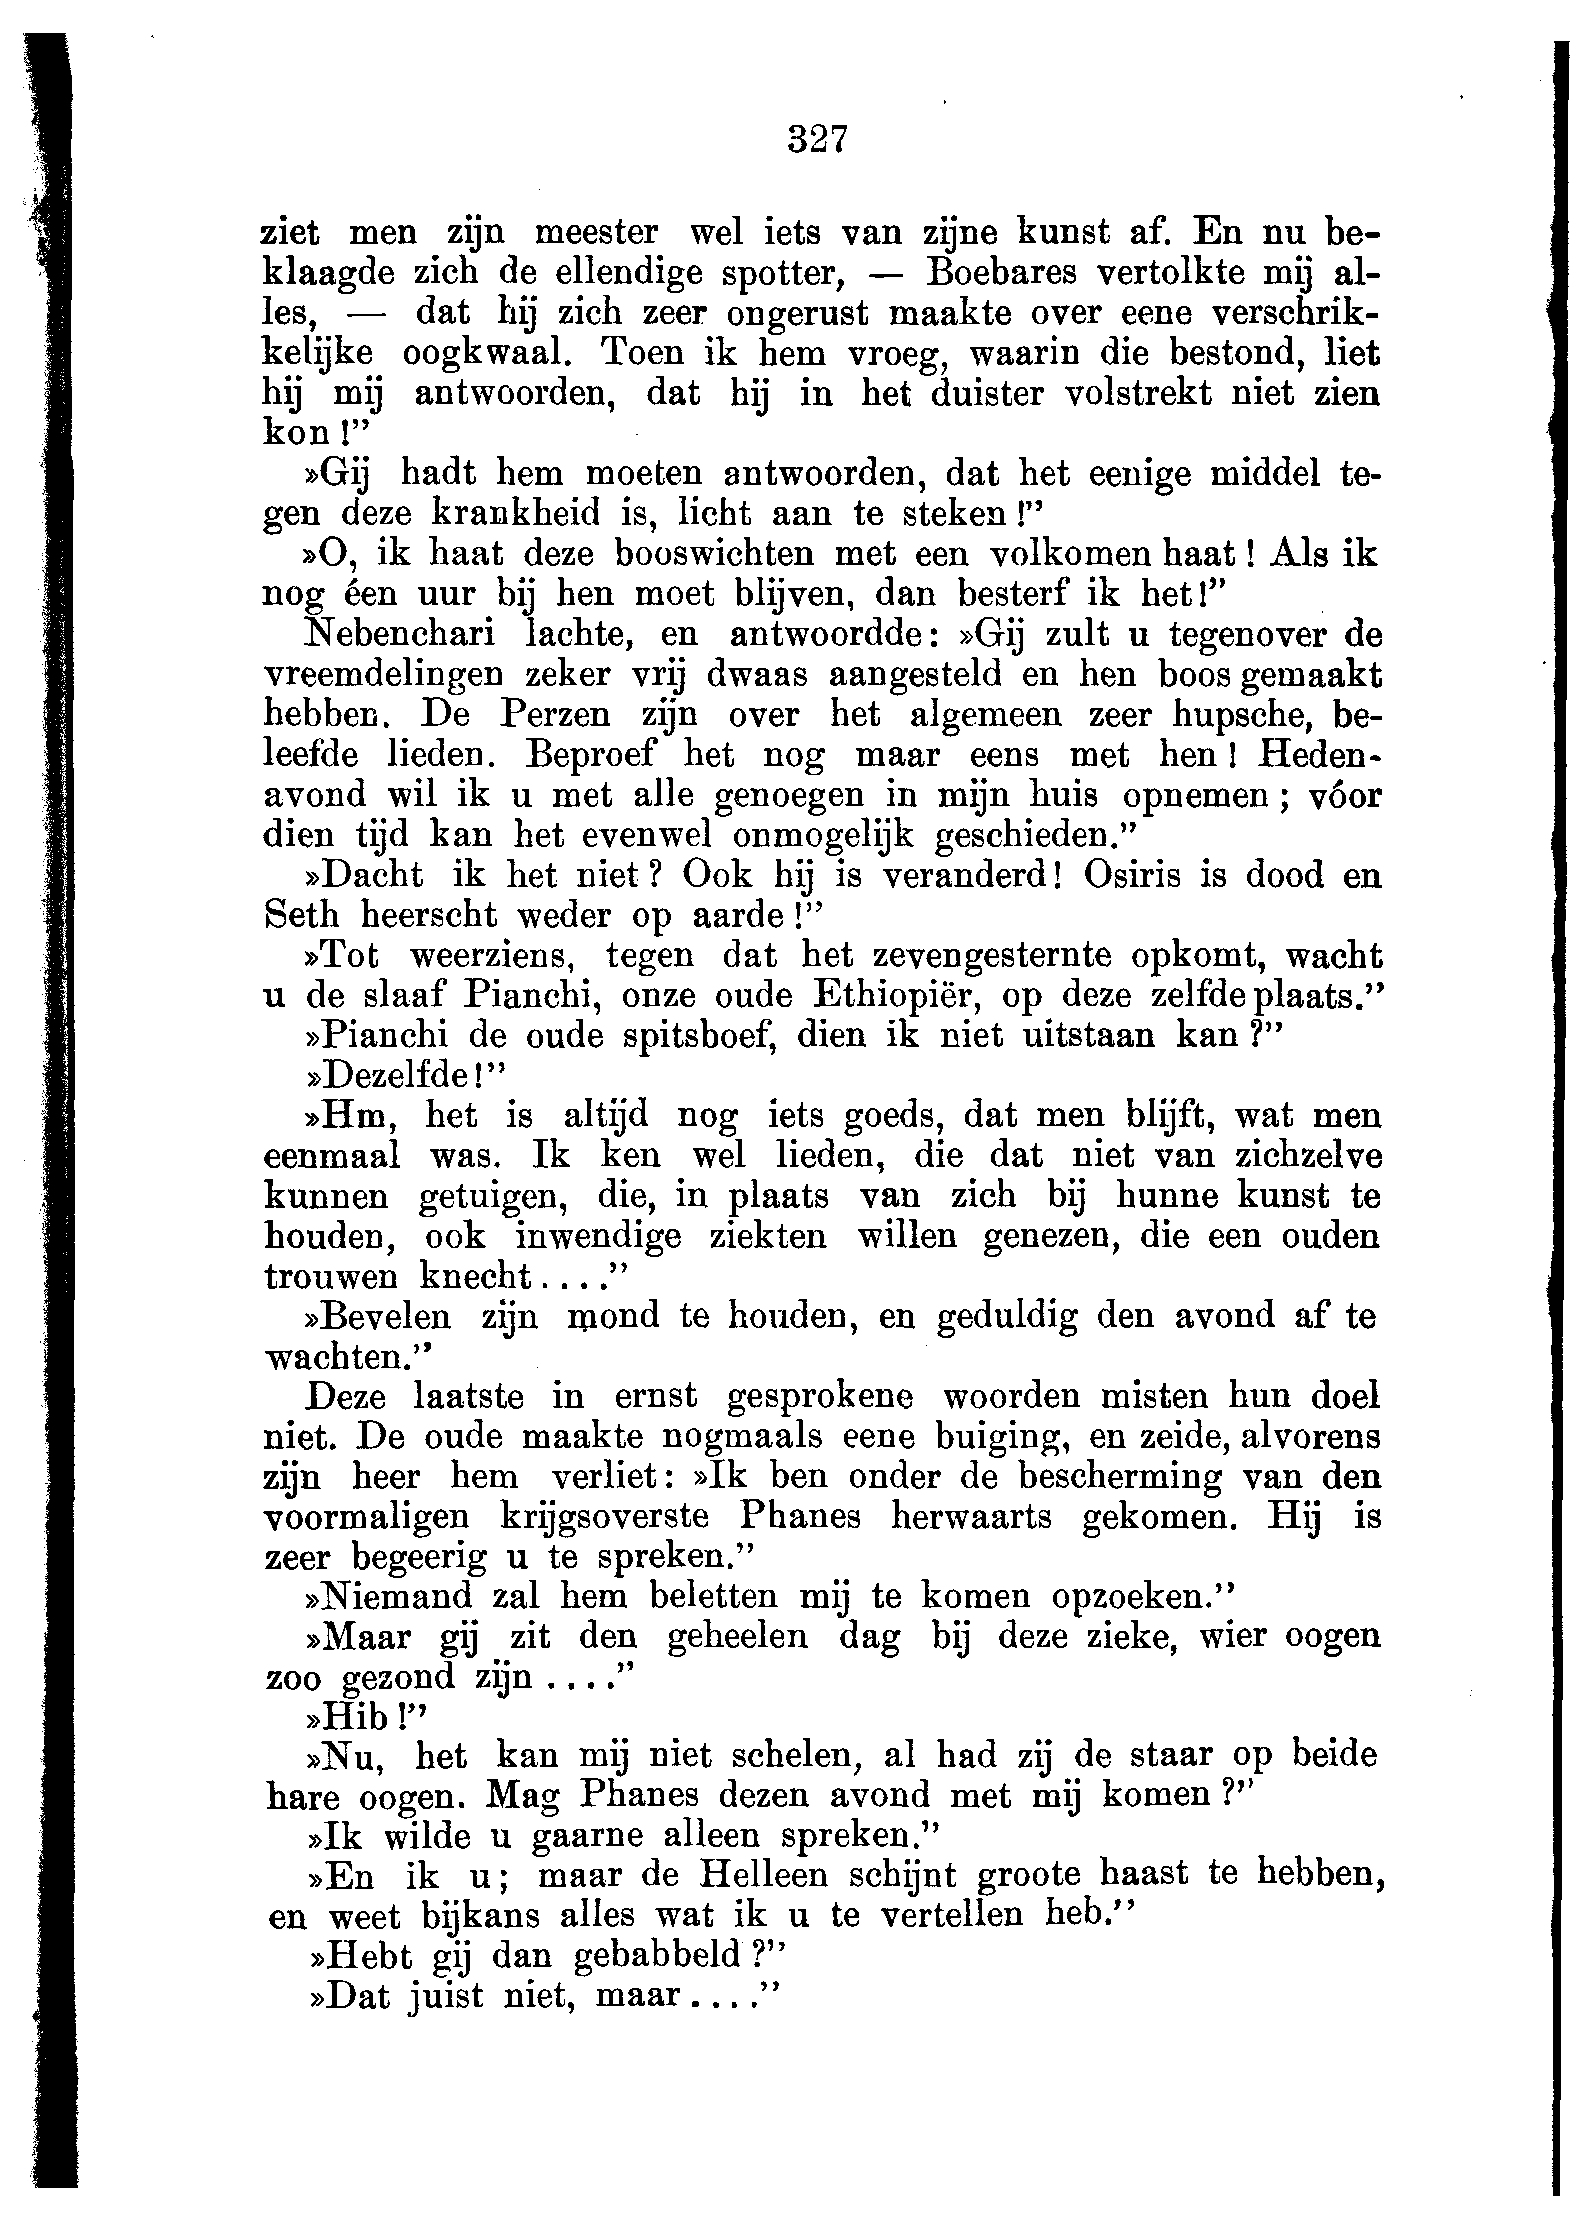 327
ziet men zijn meester wel iets van zijne kunst af. En nu be-
klaagde zich de ellendige spotter, — Boebares vertolkte mij al-
les, — dat hij zich zeer ongerust maakte over eene verschrik-
kelijke oogkwaal. Toen ik hem vroeg, waarin die bestond, liet
hij mij antwoorden, dat hij in het duister volstrekt niet zien
kon!”
»Gij hadt hem moeten antwoorden, dat het eenige middel te-
gen deze krankheid is, licht aan te steken!”
»O, ik haat deze booswichten met een volkomen haat! Als ik
nog éen uur bij hen moet blijven, dan besterf ik het!”
Nebenchari lachte, en antwoordde: »Gij zult u tegenover de
vreemdelingen zeker vrij dwaas aangesteld en hen boos gemaakt
hebben. De Perzen zijn over het algemeen zeer hupsche, be-
leefde lieden. Beproef het nog maar eens met hen! Heden-
avond wil ik u met alle genoegen in mijn huis opnemen; vóor
dien tijd kan het evenwel onmogelijk geschieden.”
»Dacht ik het niet? Ook hij is veranderd! Osiris is dood en
Seth heerscht weder op aarde!”
»Tot weerziens, tegen dat het zevengesternte opkomt, wacht
u de slaaf Pianchi, onze oude Ethiopiër, op deze zelfde plaats.”
»Pianchi de oude spitsboef, dien ik niet uitstaan kan?”
»Dezelfde!”
»Hm, het is altijd nog iets goeds, dat men blijft, wat men
eenmaal was. Ik ken wel lieden, die dat niet van zichzelve
kunnen getuigen, die, in plaats van zich bij hunne kunst te
houden, ook inwendige ziekten willen genezen, die een ouden
trouwen knecht....”
»Bevelen zijn mond te houden, en geduldig den avond af te
wachten.”
Deze laatste in ernst gesprokene woorden misten hun doel
niet. De oude maakte nogmaals eene buiging, en zeide, alvorens
zijn heer hem verliet: »Ik ben onder de bescherming van den
voormaligen krijgsoverste Phanes herwaarts gekomen. Hij is
zeer begeerig u te spreken.”
»Niemand zal hem beletten mij te komen opzoeken.”
»Maar gij zit den geheelen dag bij deze zieke, wier oogen
zoo gezond zijn....”
»Hib!”
»Nu, het kan mij niet schelen, al had zij de staar op beide
hare oogen. Mag Phanes dezen avond met mij komen?”
»Ik wilde u gaarne alleen spreken.”
»En ik u; maar de Helleen schijnt groote haast te hebben,
en weet bijkans alles wat ik u te vertellen heb.”
»Hebt gij dan gebabbeld?”
»Dat juist niet, maar....”